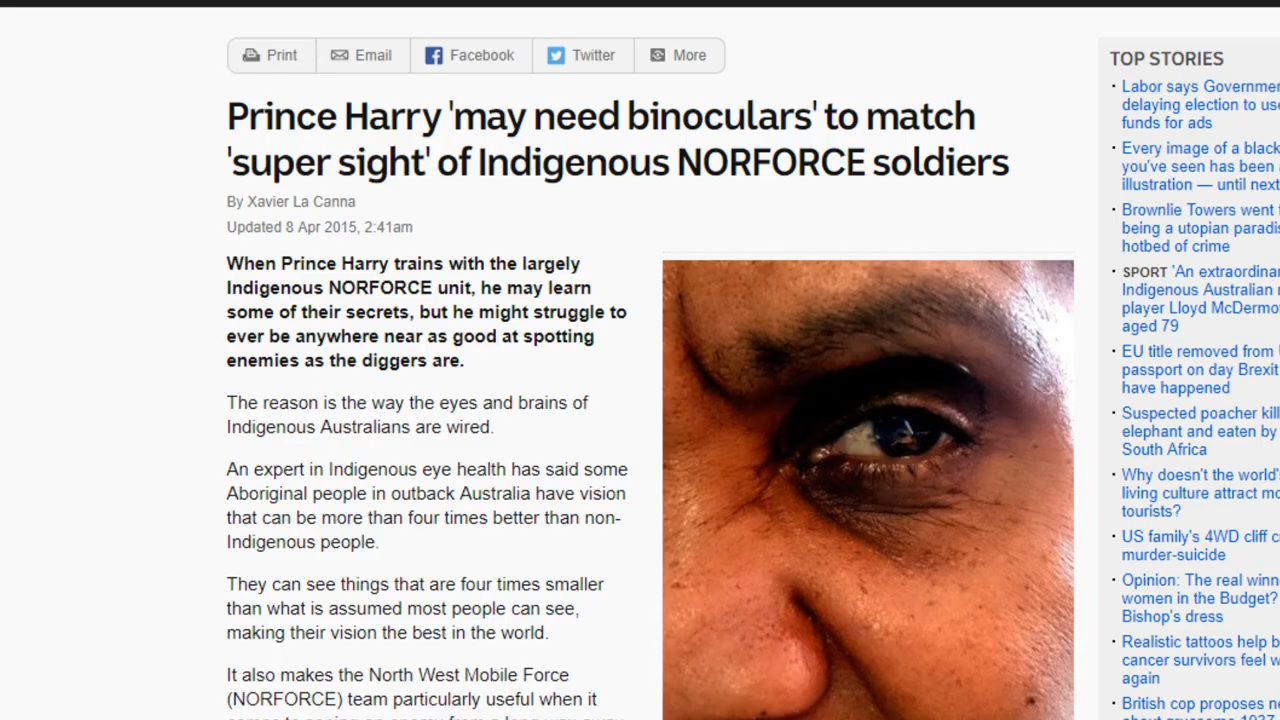 Print Email Facebook Twitter More
Prince Harry 'may need binoculars' to match
'super sight' of Indigenous NORFORCE soldiers
By Xavier La Canna
Updated 8 Apr 2015, 2:41am
When Prince Harry trains with the largely
Indigenous NORFORCE unit, he may learn
some of their secrets, but he might struggle to
ever be anywhere near as good at spotting
enemies as the diggers are.
The reason is the way the eyes and brains of
Indigenous Australians are wired.
An expert in Indigenous eye health has said some
Aboriginal people in outback Australia have vision
that can be more than four times better than non-
Indigenous people.
They can see things that are four times smaller
than what is assumed most people can see,
making their vision the best in the world.
It also makes the North West Mobile Force
(NORFORCE) team particularly useful when it
TOP STORIES
Labor says
delaying election to
funds for ads
Every image of a
you've seen has been
illustration — until
Brownlie Towers went
being a utopian
hotbed of crime
SPORT 'An
Indigenous Australian
player Lloyd
aged 79
EU title removed from
passport on day Brexit
have happened
Suspected poacher
elephant and eaten by
South Africa
Why doesn't the
living culture attract
tourists?
US family's 4WD cliff
murder-suicide
Opinion: The real
women in the Budget?
Bishop's dress
Realistic tattoos help
cancer survivors feel
again
British cop proposes